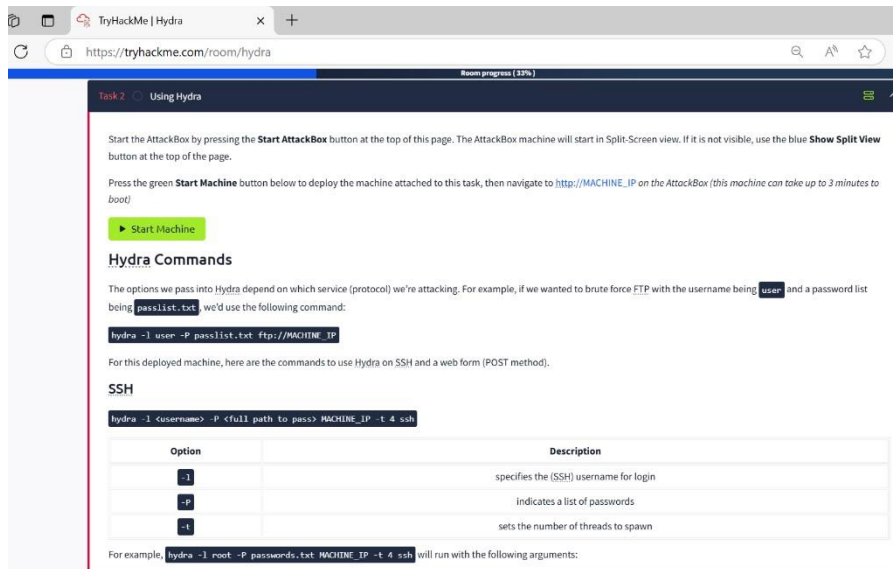 TryHackMe | Hydra
https://tryhackme.com/room/hydra
Room progress ( 33% )
Task 2 Using Hydra
Start the AttackBox by pressing the Start AttackBox button at the top of this page. The AttackBox machine will start in Split-Screen view. If it is not visible, use the blue Show Split View
button at the top of the page.
Press the green Start Machine button below to deploy the machine attached to this task, then navigate to http://MACHINE_IP on the AttackBox (this machine can take up to 3 minutes to
boot)
Start Machine
Hydra Commands
The options we pass into Hydra depend on which service (protocol) we're attacking. For example, if we wanted to brute force FTP with the username being user and a password list
being passlist.txt, we'd use the following command:
hydra -l user -P passlist.txt ftp://MACHINE_IP
For this deployed machine, here are the commands to use Hydra on SSH and a web form (POST method).
SSH
hydra -l <username> -P <full path to pass> MACHINE_IP -t 4 ssh
Option Description
-l specifies the (SSH) username for login
-P indicates a list of passwords
-t sets the number of threads to spawn
For example, hydra -l root -P passwords.txt MACHINE_IP -t 4 ssh will run with the following arguments: